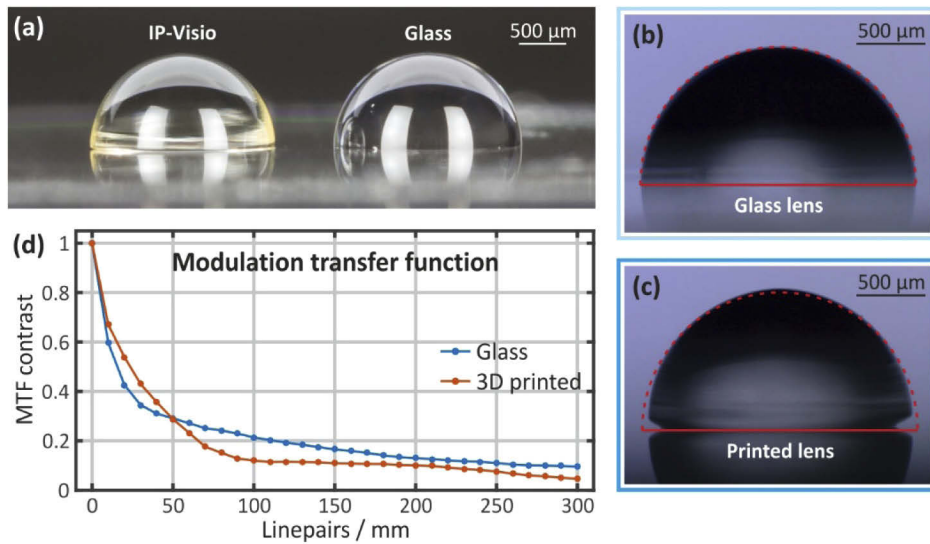 (a)
IP-Visio
Glass
500 µm
(b)
500 µm
Glass lens
(c)
500 µm
Printed lens
(d)
Modulation transfer function
MTF contrast
1
0.8
0.6
0.4
0.2
0
Glass
3D printed
0 50 100 150 200 250 300
Linepairs / mm